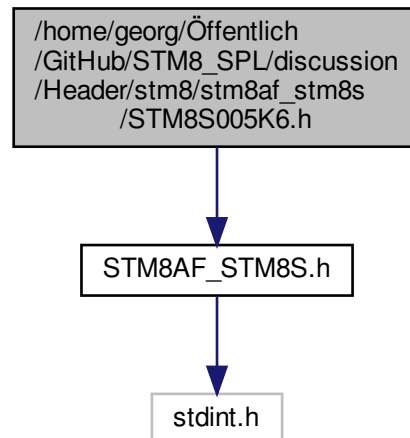 /home/georg/Öffentlich
/GitHub/STM8_SPL/discussion
/Header/stm8/stm8af_stm8s
/STM8S005K6.h
STM8AF_STM8S.h
stdint.h